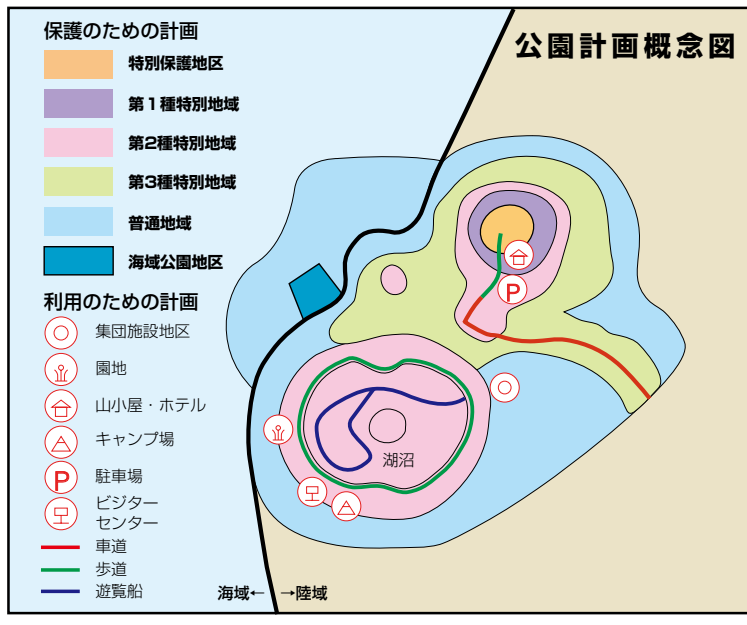 公園計画概念図
保護のための計画
特別保護地区
第1種特別地域
第2種特別地域
第3種特別地域
普通地域
海域公園地区
利用のための計画
集団施設地区
園地
山小屋・ホテル
キャンプ場
P
駐車場
ビジター
センター
車道
歩道
遊覧船
P
湖沼
海域← →陸域